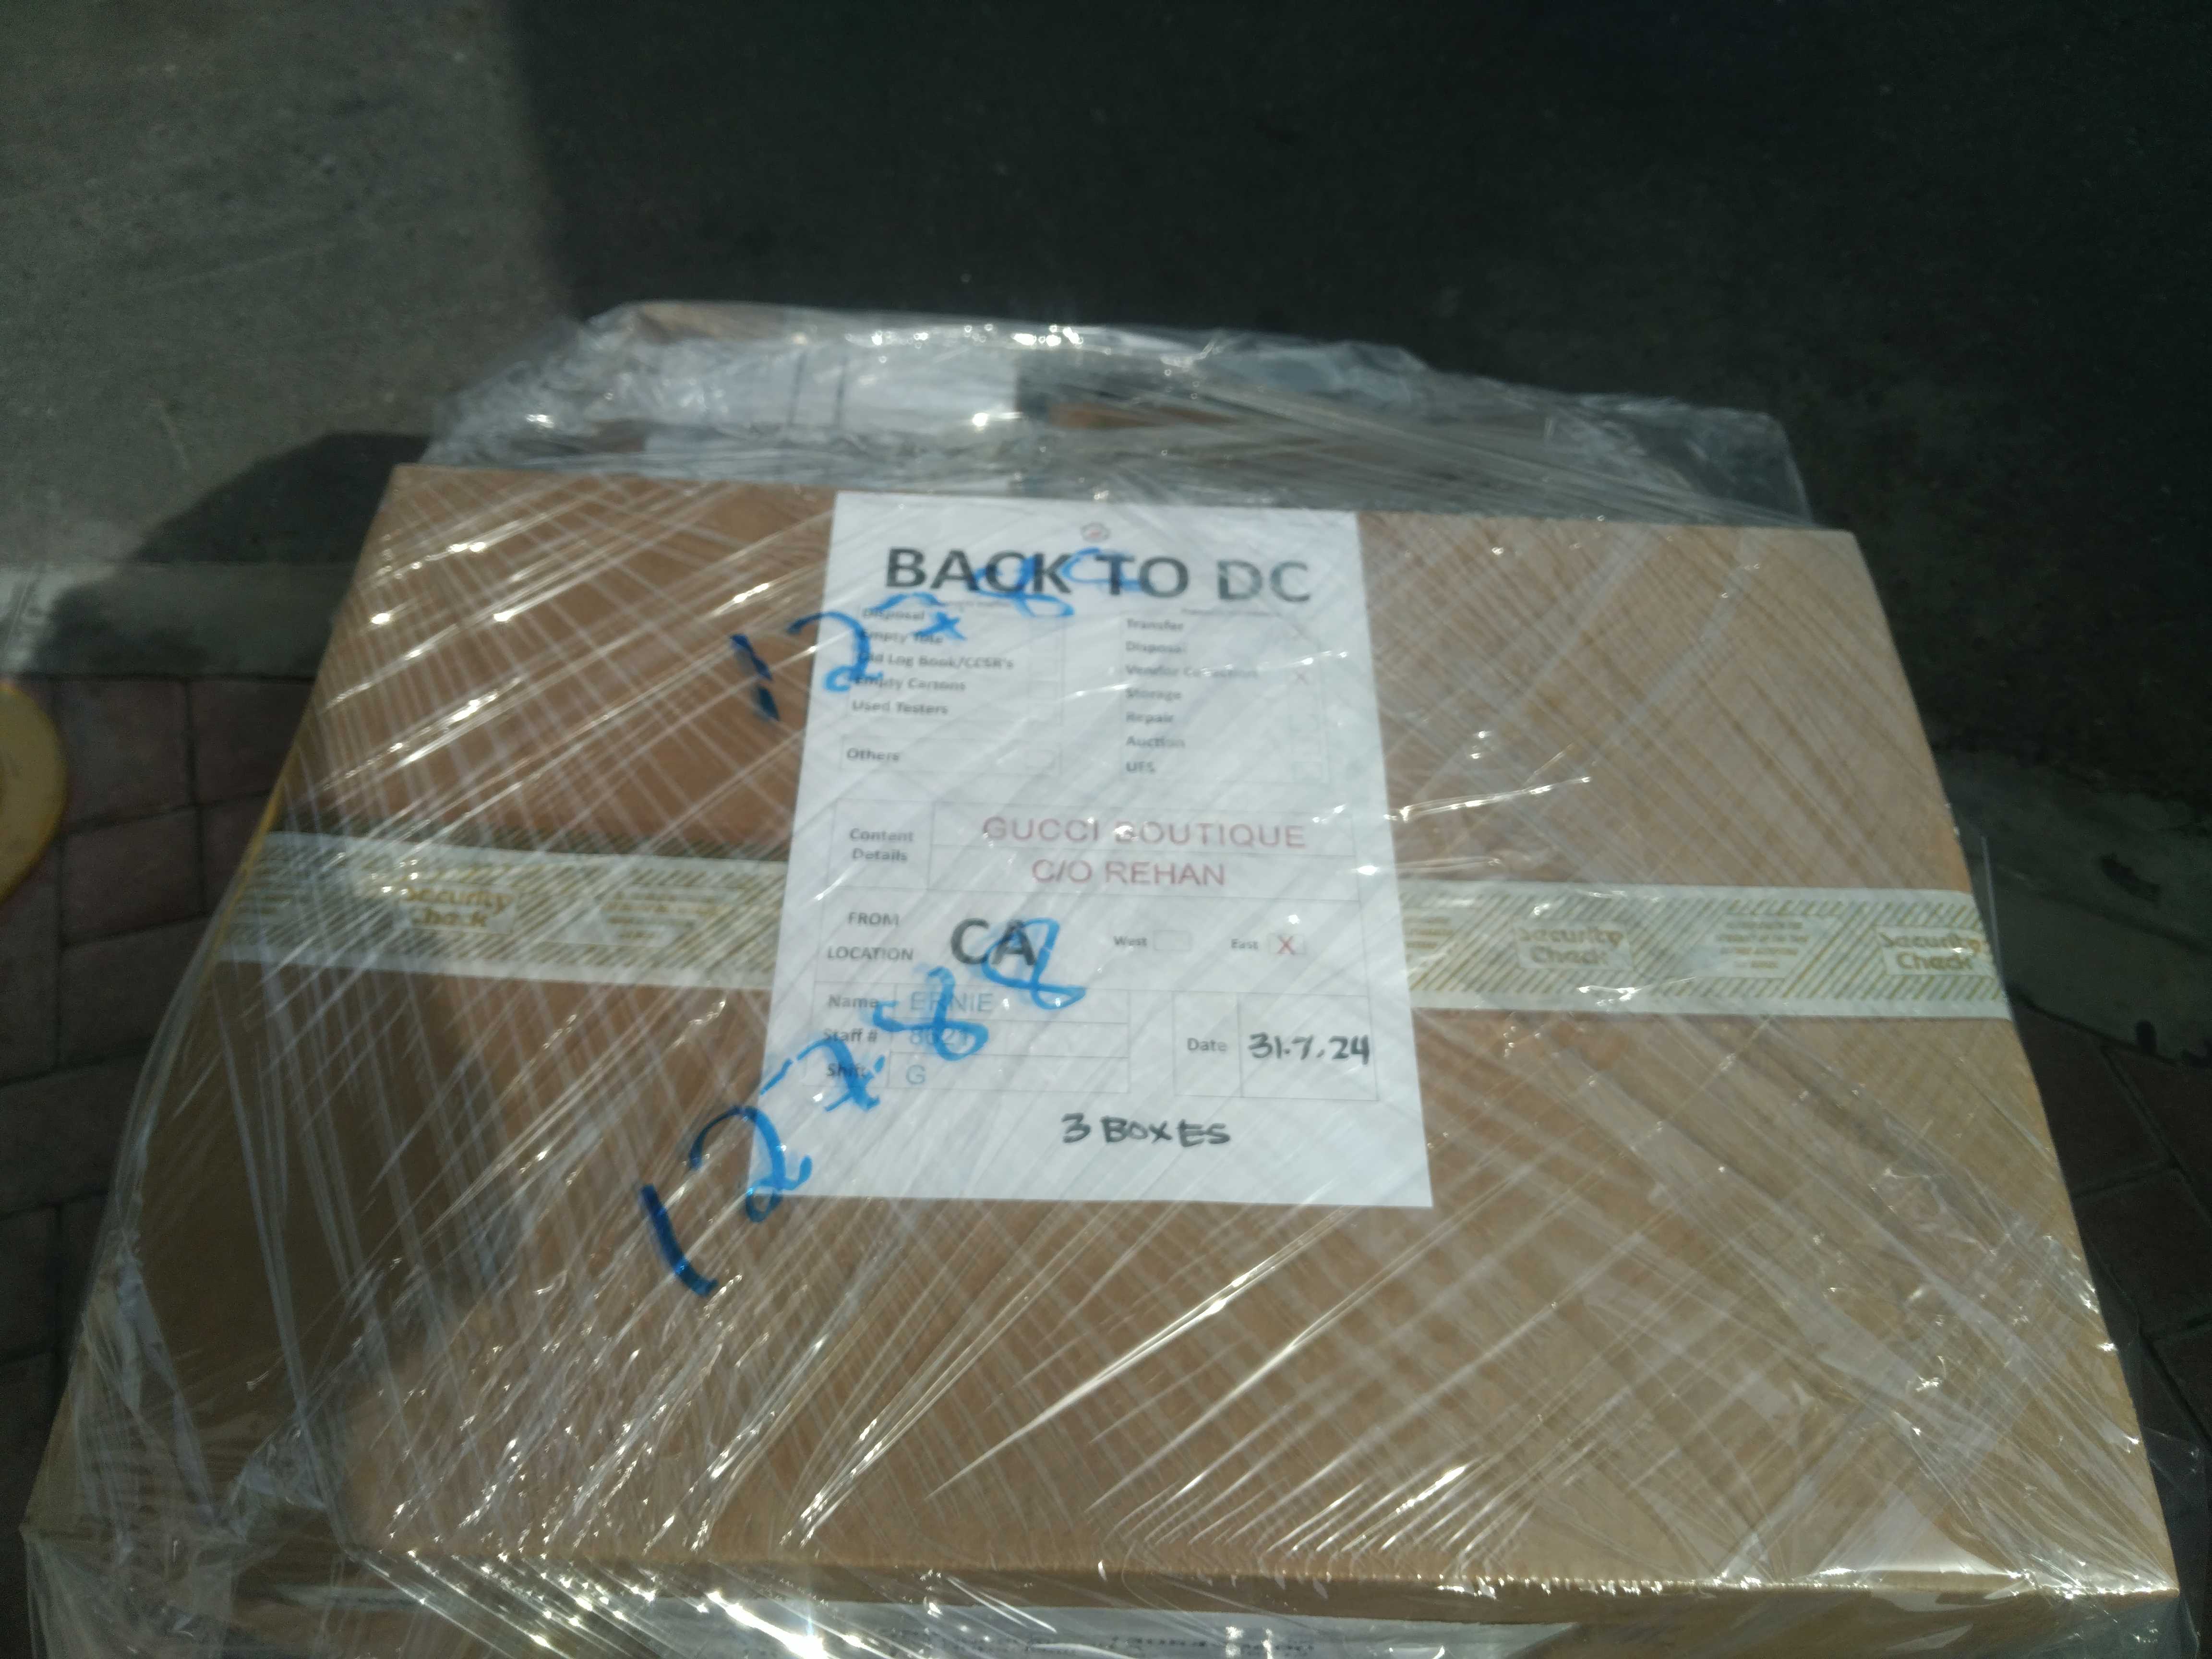 BACK TO DC
Disposal
Empty Tote
Old Log Book/CCSR's
Empty Cartons
Used Testers
Others
Transfer
Disposal
Vendor Collection X
Storage
Repair
Auction
UFS
Content Details
GUCCI BOUTIQUE
C/O REHAN
FROM LOCATION
CA
West
East X
Name ERNIE
Staff #
Shift G
Date 31.7.24
3 BOXES
Security Check
Security Check
Security Check